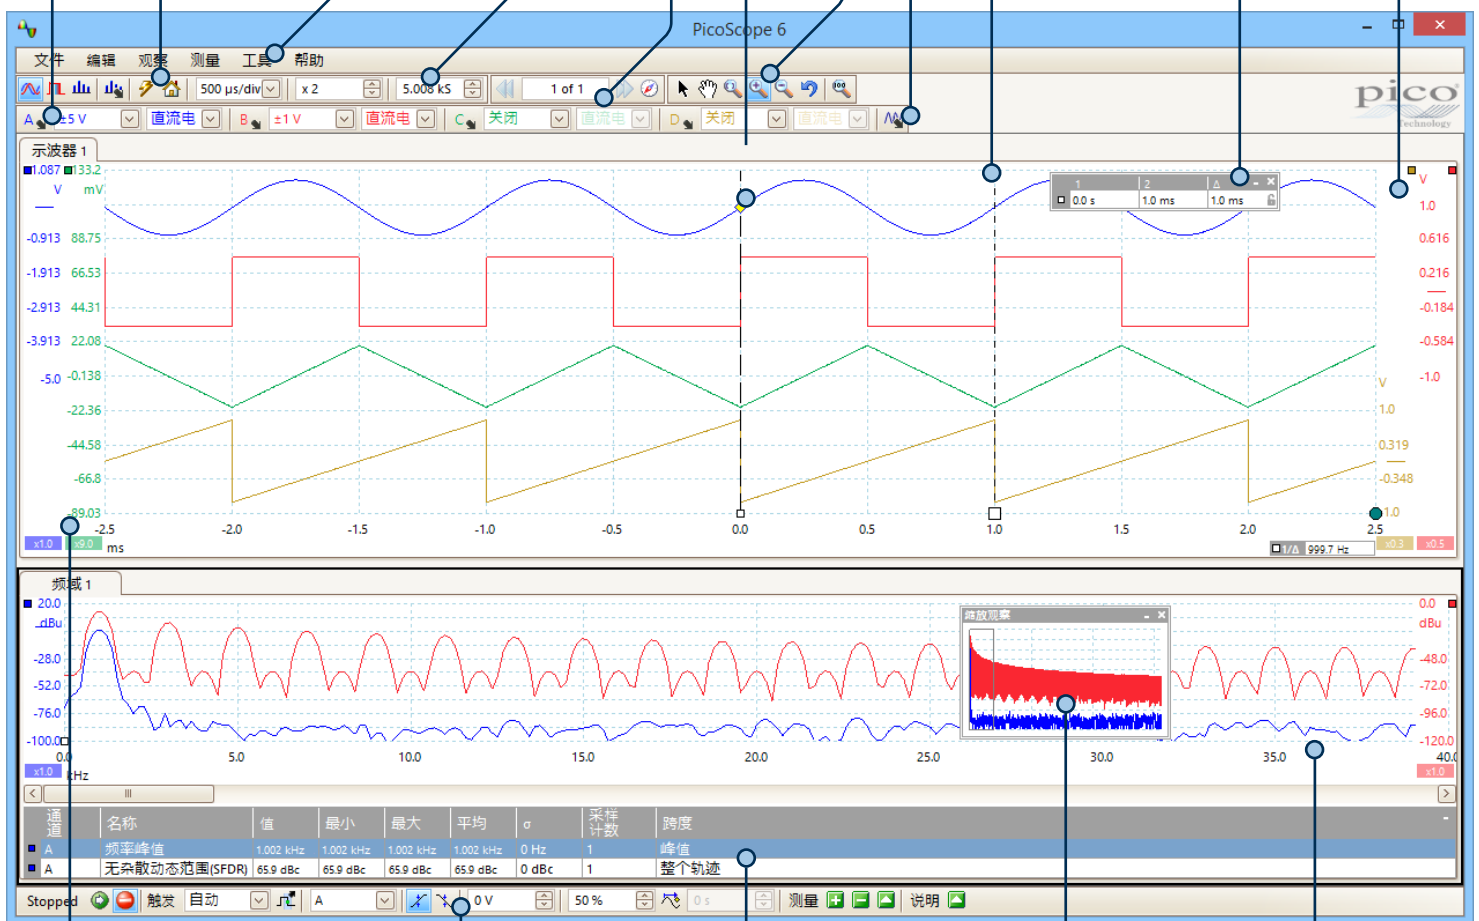 PicoScope 6
文件 编辑 观察 测量 工具 帮助
500 µs/div x 2 5.008 kS 1 of 1
A ±5 V 直流电 B ±1 V 直流电 C 关闭 直流电 D 关闭 直流电
pico
Technology
示波器 1
1.087 133.2 V
V mV
1 2 Δ
0.0 s 1.0 ms 1.0 ms
1.0
-0.913 88.75 0.616
-1.913 66.53 0.216
-2.913 44.31 -0.184
-3.913 22.08 -0.584
-5.0 -0.138 V -1.0
-22.36 1.0
-44.58 0.319
-66.8 -0.348
-89.03 -1.0
-2.5 -2.0 -1.5 -1.0 -0.5 0.0 0.5 1.0 1.5 2.0 2.5
x1.0 x9.0 ms 1/Δ 999.7 Hz x0.3 x0.5
频域 1
20.0 0.0
dBu dBu
缩放观察
-28.0 -48.0
-52.0 -72.0
-76.0 -96.0
-100.0 -120.0
0.0 5.0 10.0 15.0 20.0 25.0 30.0 35.0 40.0
x1.0 kHz x1.0
通道 名称 值 最小 最大 平均 σ 采样计数 跨度
A 频率峰值 1.002 kHz 1.002 kHz 1.002 kHz 1.002 kHz 0 Hz 1 峰值
A 无杂散动态范围(SFDR) 65.9 dBc 65.9 dBc 65.9 dBc 65.9 dBc 0 dBc 1 整个轨迹
Stopped 触发 自动 A 0 V 50 % 0 s 测量 说明